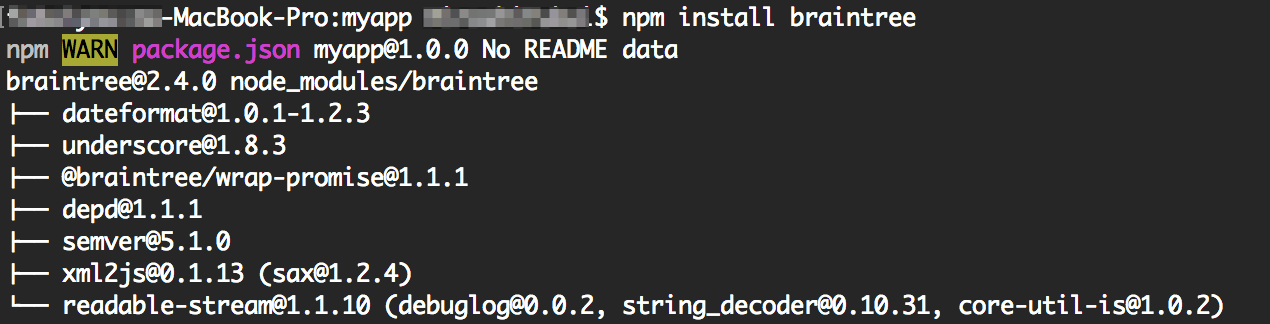 -MacBook-Pro:myapp $ npm install braintree
npm WARN package.json myapp@1.0.0 No README data
braintree@2.4.0 node_modules/braintree
├── dateformat@1.0.1-1.2.3
├── underscore@1.8.3
├── @braintree/wrap-promise@1.1.1
├── depd@1.1.1
├── semver@5.1.0
├── xml2js@0.1.13 (sax@1.2.4)
└── readable-stream@1.1.10 (debuglog@0.0.2, string_decoder@0.10.31, core-util-is@1.0.2)